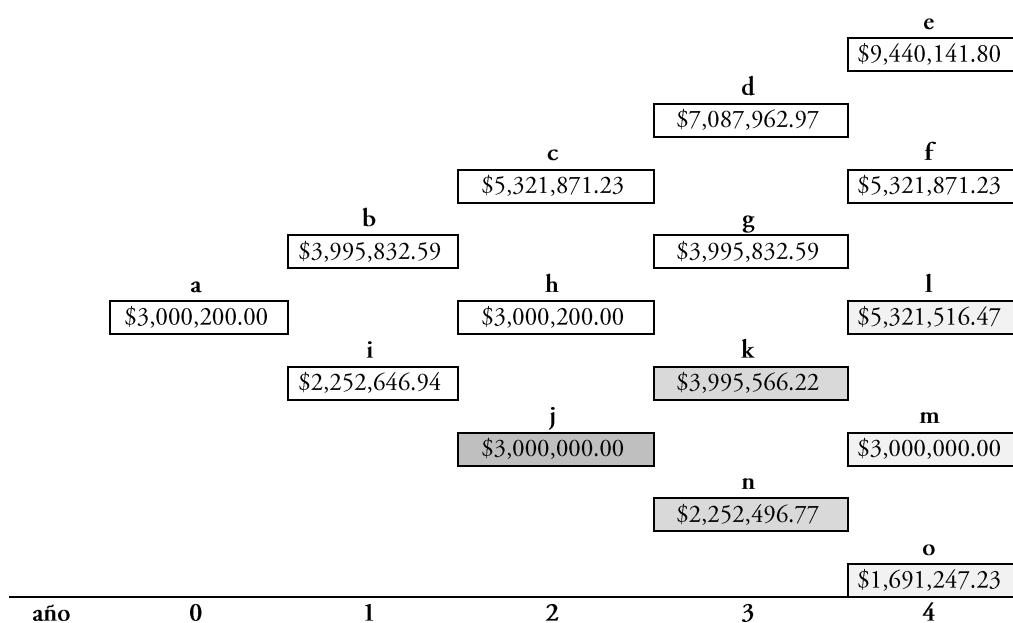 e
$9,440,141.80
d
$7,087,962.97
c f
$5,321,871.23 $5,321,871.23
b g
$3,995,832.59 $3,995,832.59
a h l
$3,000,200.00 $3,000,200.00 $5,321,516.47
i k
$2,252,646.94 $3,995,566.22
j m
$3,000,000.00 $3,000,000.00
n
$2,252,496.77
o
$1,691,247.23
año 0 1 2 3 4